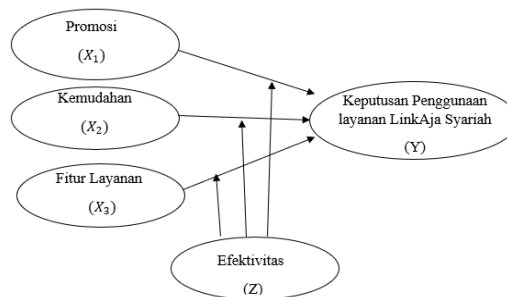 Promosi
(X₁)
Kemudahan
(X₂)
Fitur Layanan
(X₃)
Keputusan Penggunaan
layanan LinkAja Syariah
(Y)
Efektivitas
(Z)